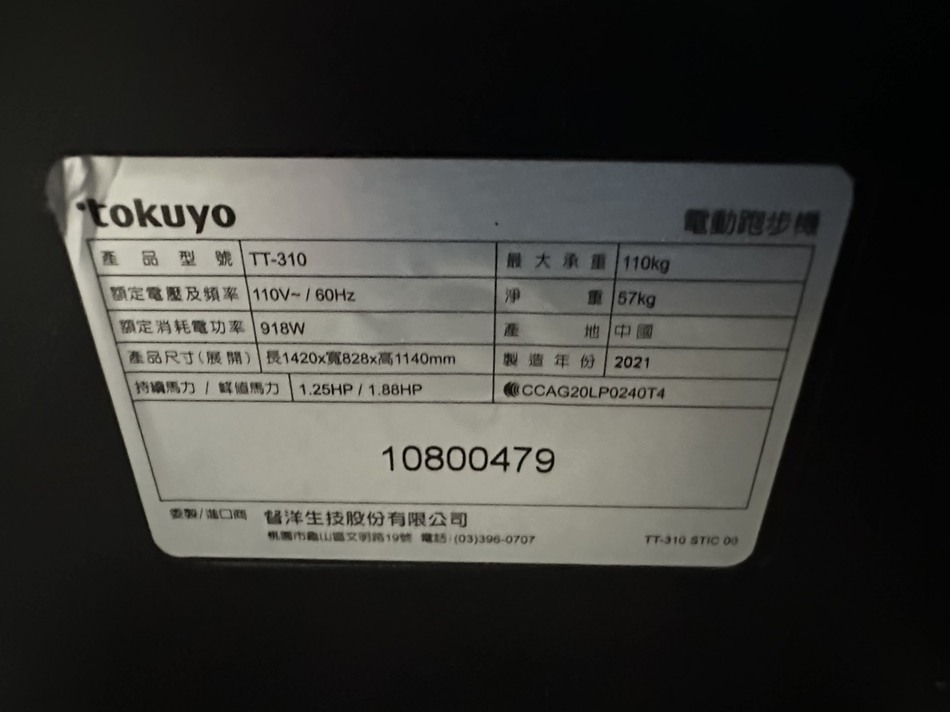 tokuyo 電動跑步機
產品型號 TT-310 最大承重 110kg
額定電壓及頻率 110V~ / 60Hz 淨重 57kg
額定消耗電功率 918W 產地 中國
產品尺寸(展開) 長1420x寬828x高1140mm 製造年份 2021
持續馬力 / 峰值馬力 1.25HP / 1.88HP CCAG20LP0240T4
10800479
委製/進口商 督洋生技股份有限公司
桃園市龜山區文明路19號 電話:(03)396-0707
TT-310 STIC 00